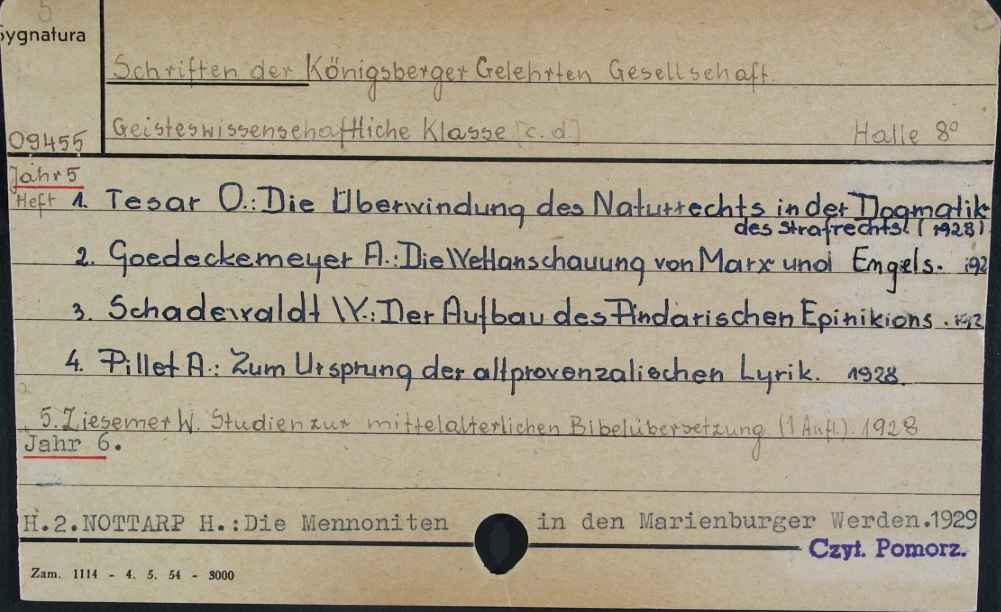 5
Sygnatura
Schriften der Königsberger Gelehrten Gesellschaft.
Geisteswissenschaftliche Klasse [c. d.]
Halle 8°
09455
Jahr 5
Heft 1. Tesar O.: Die Überwindung des Naturrechts in der Dogmatik
des Strafrechts. (1928)
2. Goedeckemeyer A.: Die Weltanschauung von Marx und Engels. 192
3. Schadewaldt W.: Der Aufbau des Pindarischen Epinikions.
4. Pillet A.: Zum Ursprung der altprovenzalischen Lyrik. 1928.
5. Ziesemer W. Studien zur mittelalterlichen Bibelübersetzung (1 Aufl.). 1928
Jahr 6.
H.2. NOTTARP H.: Die Mennoniten in den Marienburger Werden. 1929
Czyt. Pomorz.
Zam. 1114 - 4. 5. 54 - 3000